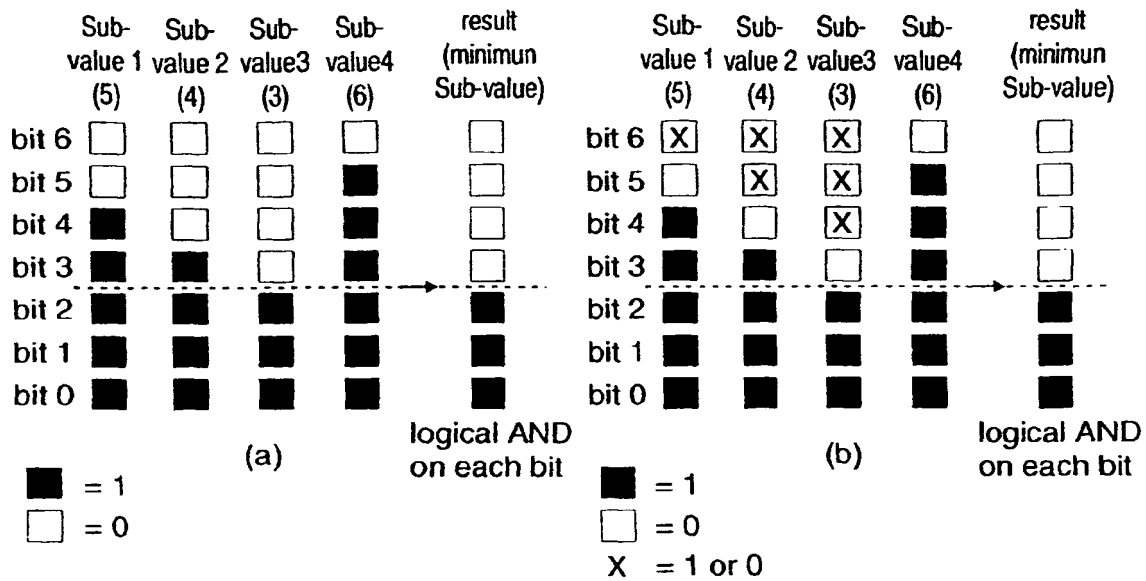 Sub-
value 1
(5)
Sub-
value 2
(4)
Sub-
value3
(3)
Sub-
value4
(6)
result
(minimun
Sub-value)
bit 6
bit 5
bit 4
bit 3
bit 2
bit 1
bit 0
logical AND
on each bit
(a)
= 1
= 0
Sub-
value 1
(5)
Sub-
value 2
(4)
Sub-
value3
(3)
Sub-
value4
(6)
result
(minimun
Sub-value)
bit 6 X X X
bit 5 X X
bit 4 X
bit 3
bit 2
bit 1
bit 0
logical AND
on each bit
(b)
= 1
= 0
X = 1 or 0